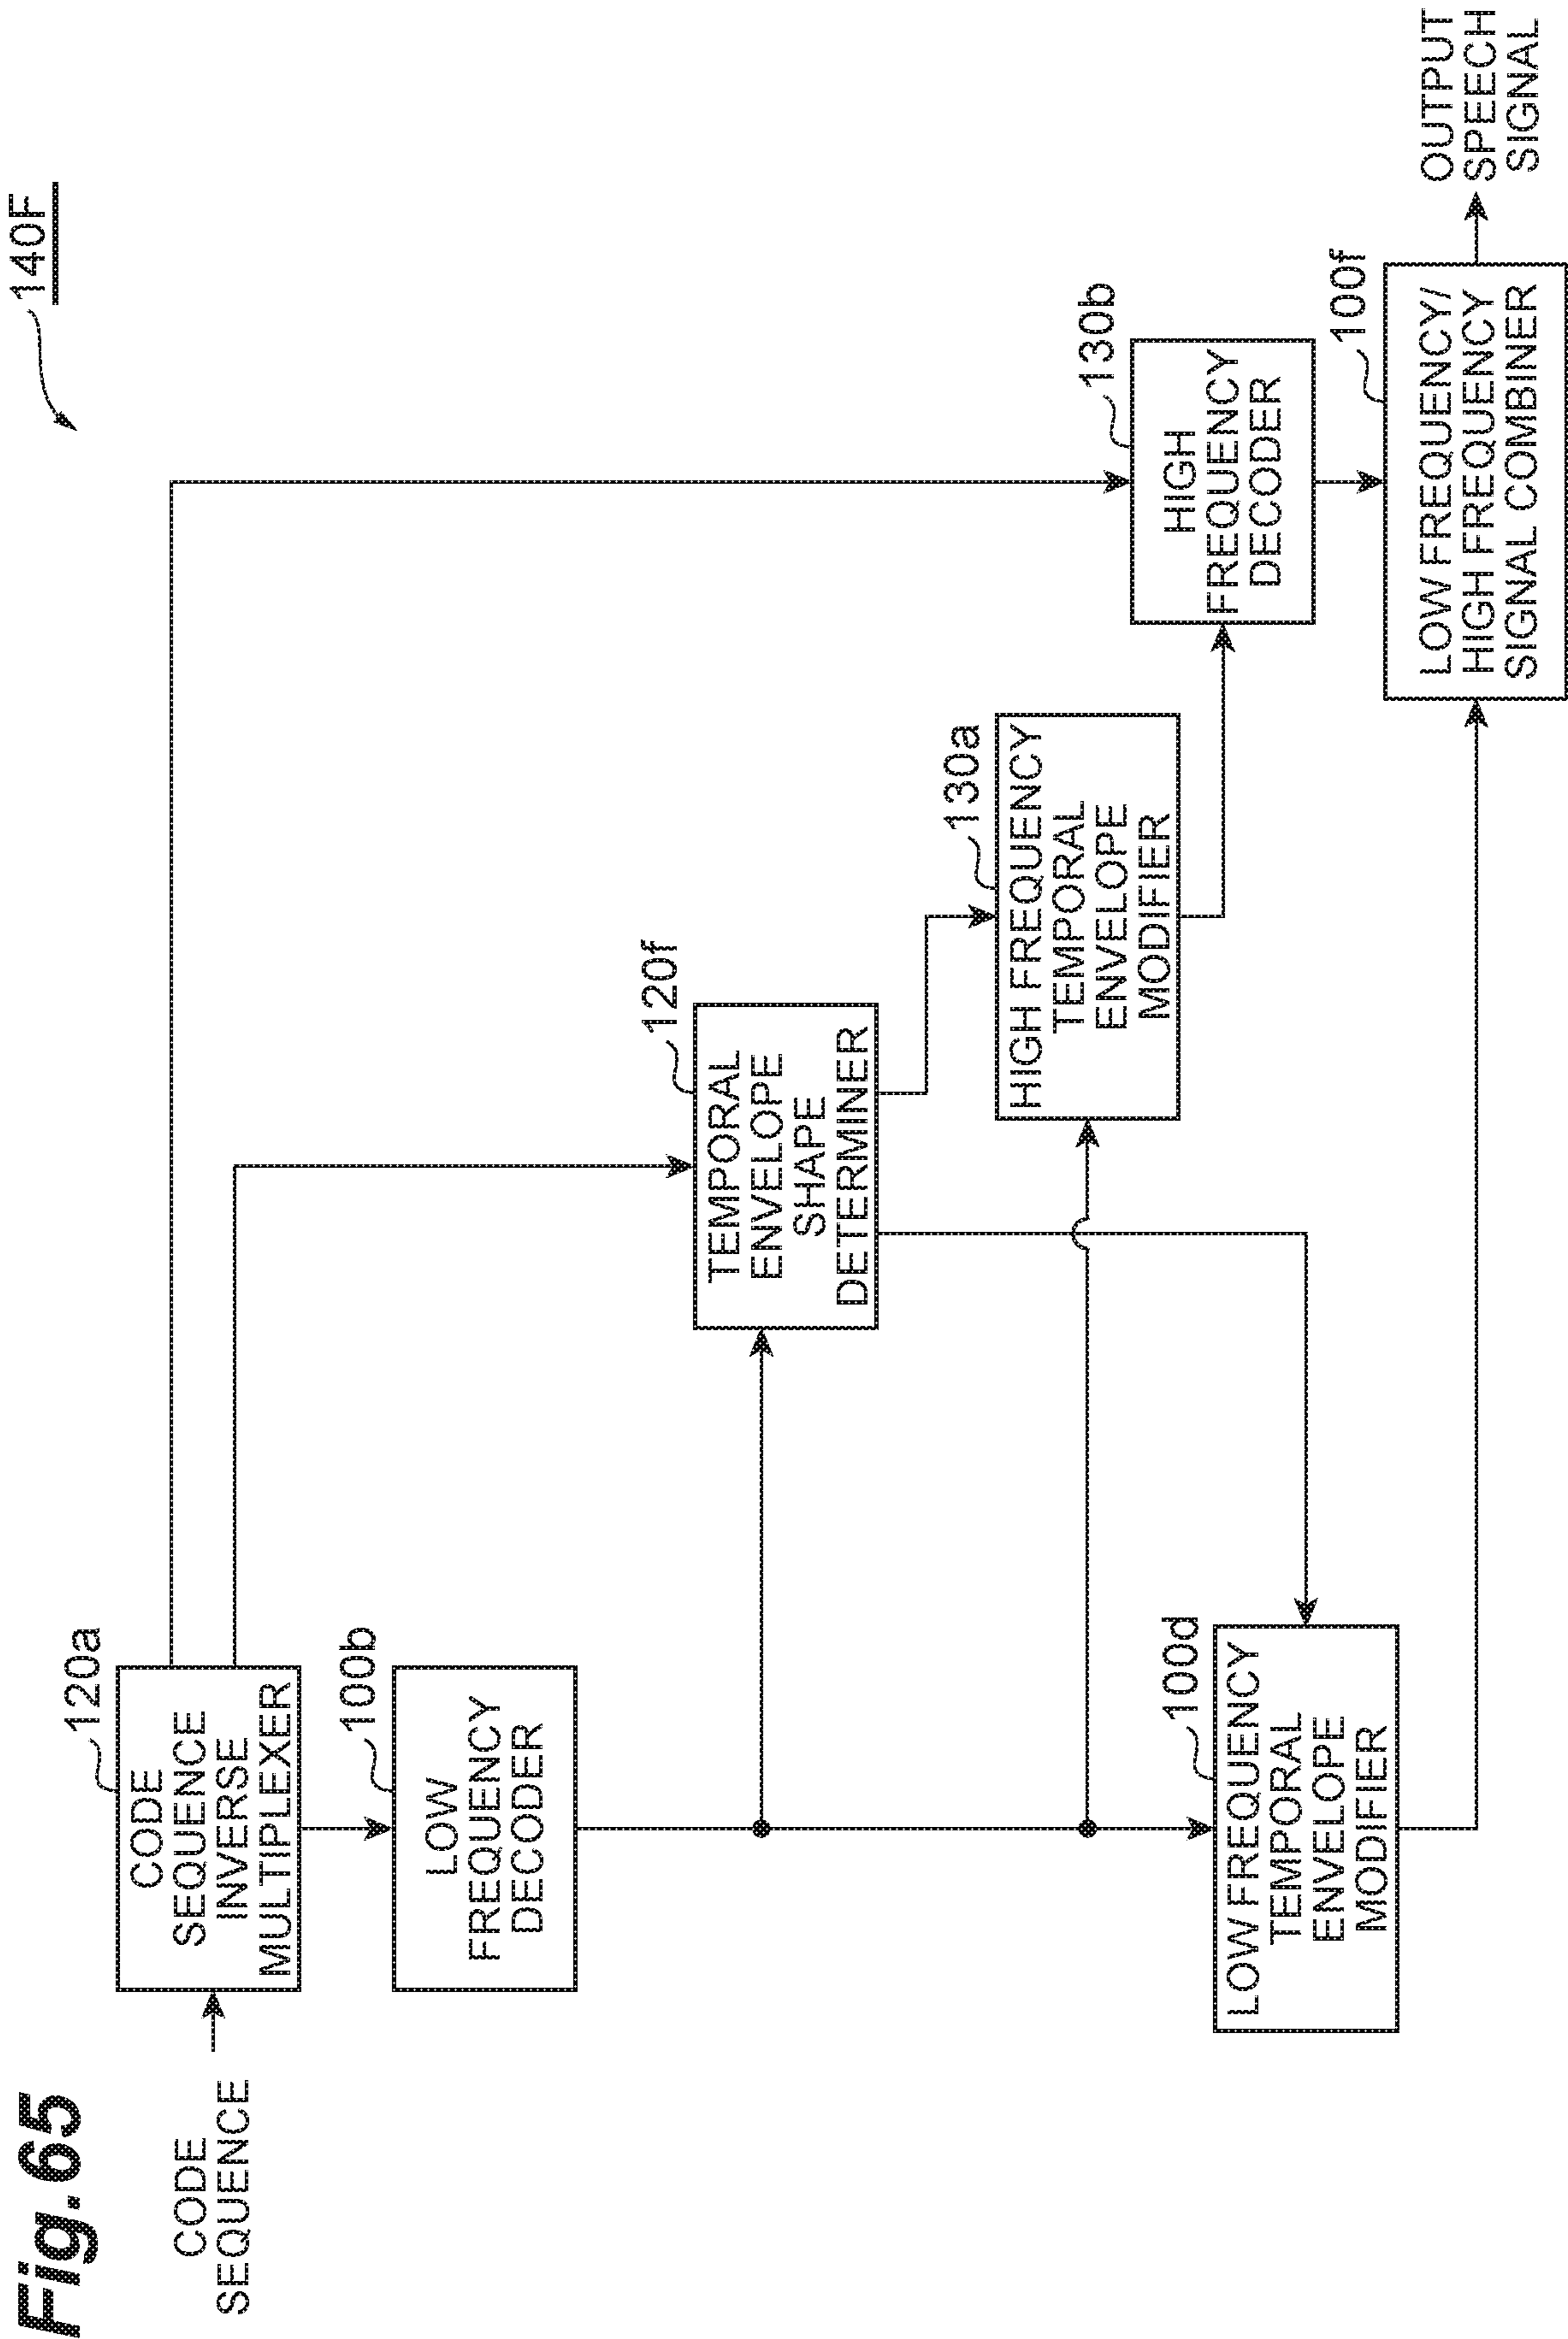 Fig.65
140F
CODE
SEQUENCE
120a
CODE
SEQUENCE
INVERSE
MULTIPLEXER
100b
LOW
FREQUENCY
DECODER
120f
TEMPORAL
ENVELOPE
SHAPE
DETERMINER
130a
HIGH FREQUENCY
TEMPORAL
ENVELOPE
MODIFIER
130b
HIGH
FREQUENCY
DECODER
100d
LOW FREQUENCY
TEMPORAL
ENVELOPE
MODIFIER
100f
LOW FREQUENCY/
HIGH FREQUENCY
SIGNAL COMBINER
OUTPUT
SPEECH
SIGNAL